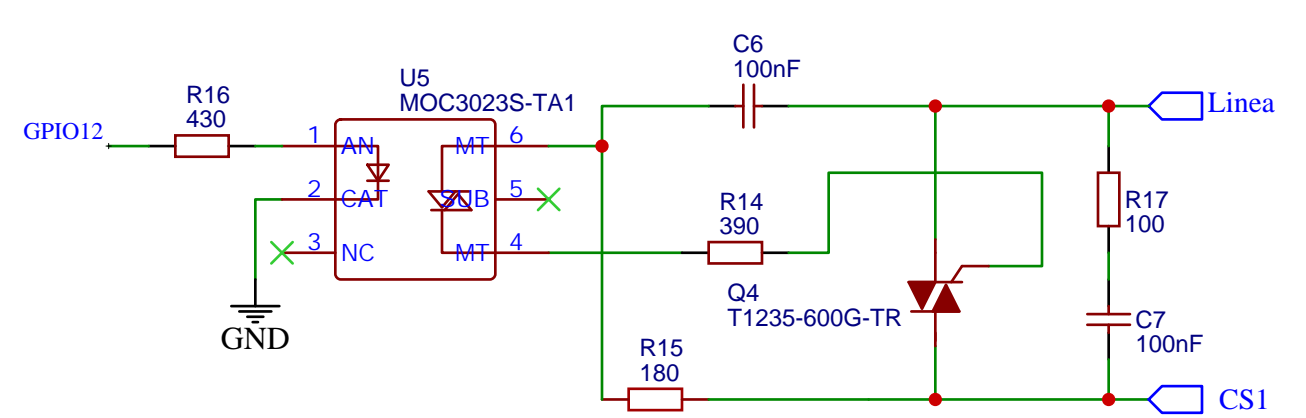 C6
100nF
Linea
U5
MOC3023S-TA1
R16
430
GPIO12
1
AN
MT
6
2
CAT
SUB
5
3
NC
MT
4
GND
R14
390
R17
100
Q4
T1235-600G-TR
C7
100nF
R15
180
CS1